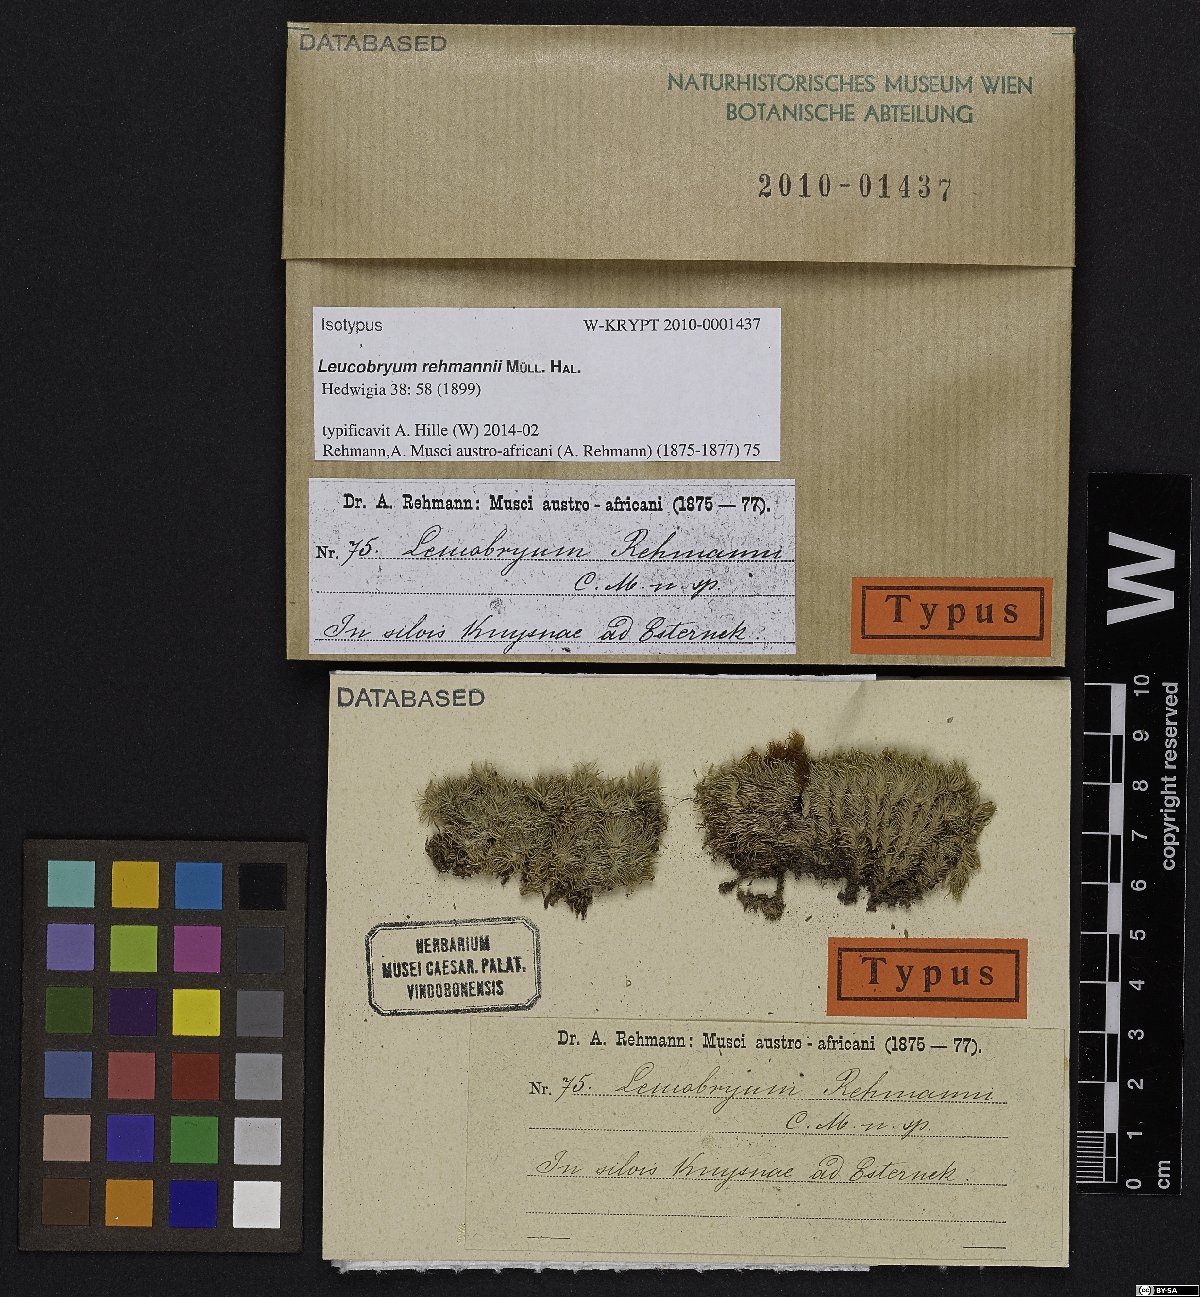 DATABASED
NATURHISTORISCHES MUSEUM WIEN
BOTANISCHE ABTEILUNG
2010-01437
Isotypus W-KRYPT 2010-0001437
Leucobryum rehmannii MÜLL. HAL.
Hedwigia 38: 58 (1899)
typificavit A. Hille (W) 2014-02
Rehmann,A. Musci austro-africani (A. Rehmann) (1875-1877) 75
Dr. A. Rehmann: Musci austro-africani (1875 — 77).
Nr. 75. Leucobryum Rehmanni
C. M. n. sp.
In silvis Knysnae ad Esternek.
Typus
W
DATABASED
HERBARIUM
MUSEI CAESAR. PALAT.
VINDOBONENSIS
Typus
Dr. A. Rehmann: Musci austro-africani (1875 — 77).
Nr. 75. Leucobryum Rehmanni
C. M. n. sp.
In silvis Knysnae ad Esternek.
0 1 2 3 4 5 6 7 8 9 10
cm copyright reserved
cc BY-SA